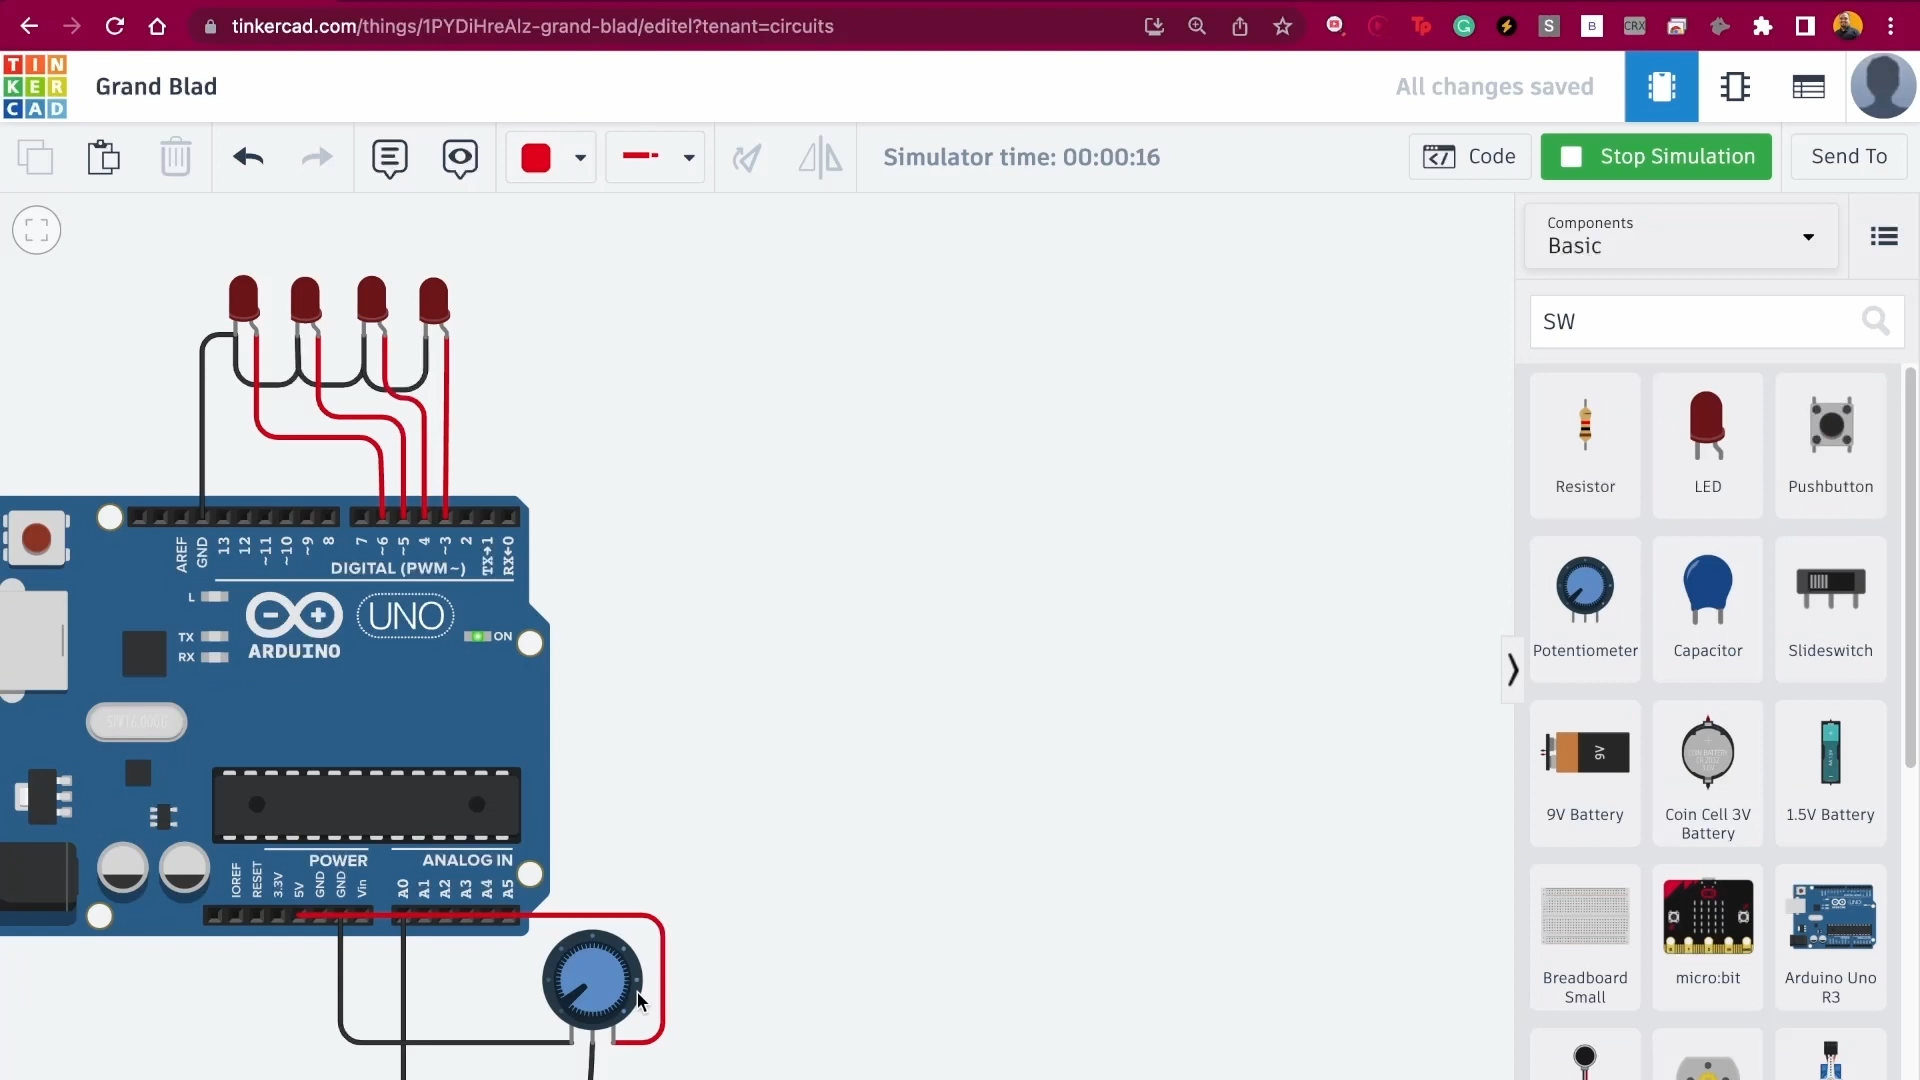 tinkercad.com/things/1PYDiHreAlz-grand-blad/editel?tenant=circuits
Tp
G
S
B
CRX
TIN
KER
CAD
Grand Blad
All changes saved
Simulator time: 00:00:16
Code
Stop Simulation
Send To
Components
Basic
SW
Resistor
LED
Pushbutton
Potentiometer
Capacitor
Slideswitch
9V
9V Battery
Coin Cell 3V
Battery
1.5V Battery
Breadboard
Small
micro:bit
Arduino Uno
R3
AREF
GND
13
12
~11
~10
~9
8
7
~6
~5
4
~3
2
TX→1
RX←0
DIGITAL (PWM~)
L
TX
RX
UNO
ARDUINO
ON
POWER
ANALOG IN
IOREF
RESET
3.3V
5V
GND
GND
Vin
A0
A1
A2
A3
A4
A5